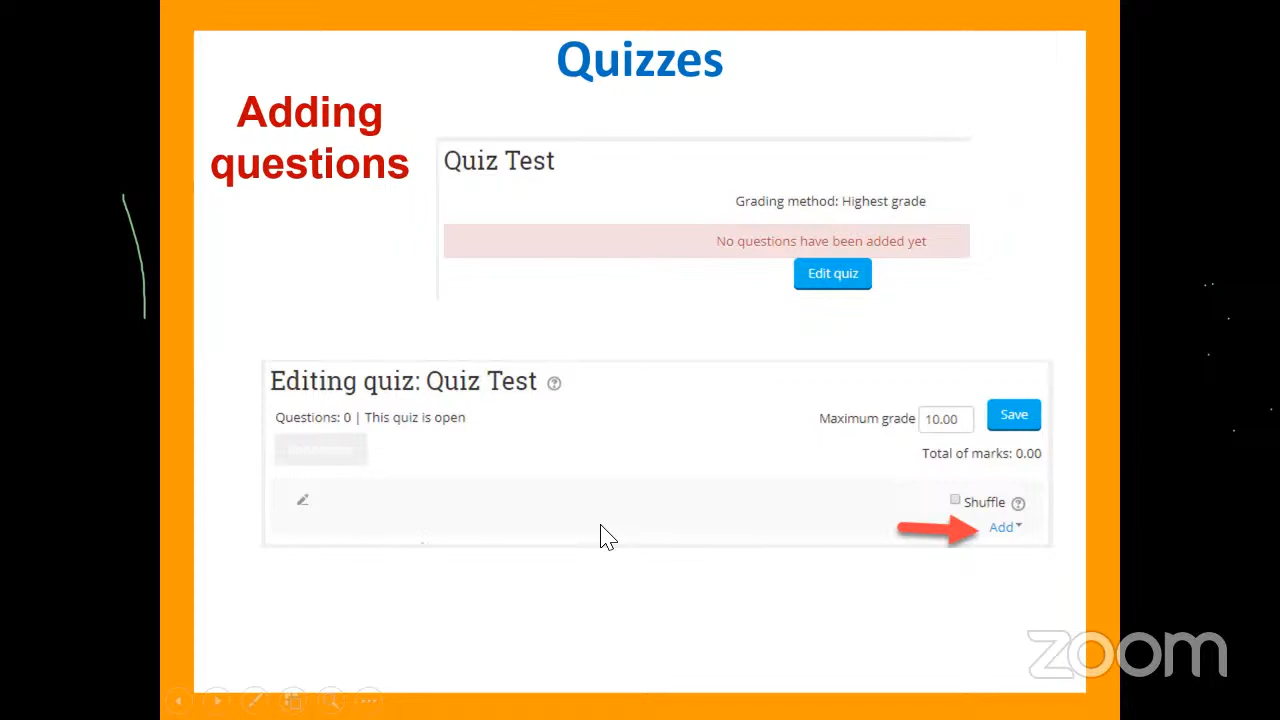 Quizzes
Adding
questions
Quiz Test
Grading method: Highest grade
No questions have been added yet
Edit quiz
Editing quiz: Quiz Test ?
Questions: 0 | This quiz is open
Maximum grade 10.00 Save
Total of marks: 0.00
Shuffle ?
Add
zoom